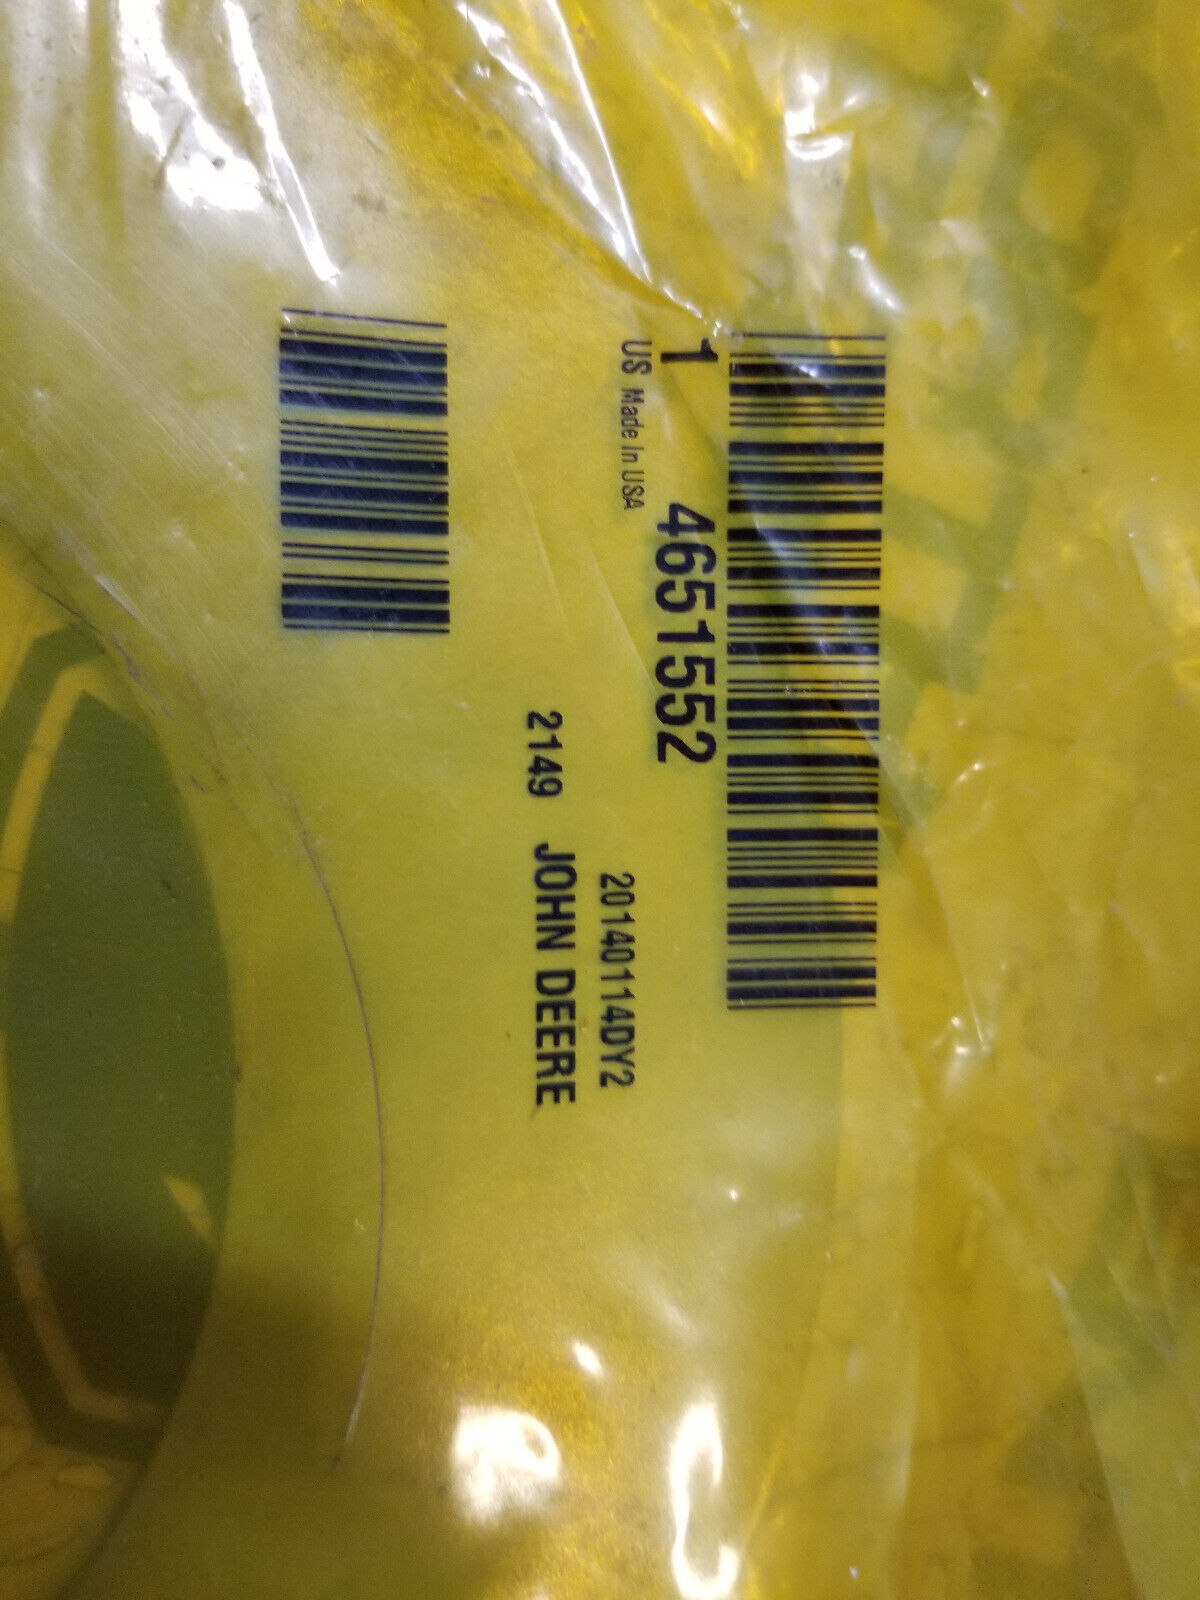 1 4651552
US Made In USA
20140114DY2
2149 JOHN DEERE